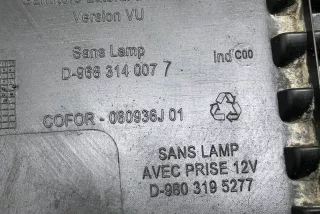 Version VU
Sans Lamp
Ind C00
D-968 314 007 7
COFOR - 080936J 01
SANS LAMP
AVEC PRISE 12V
D-980 319 5277